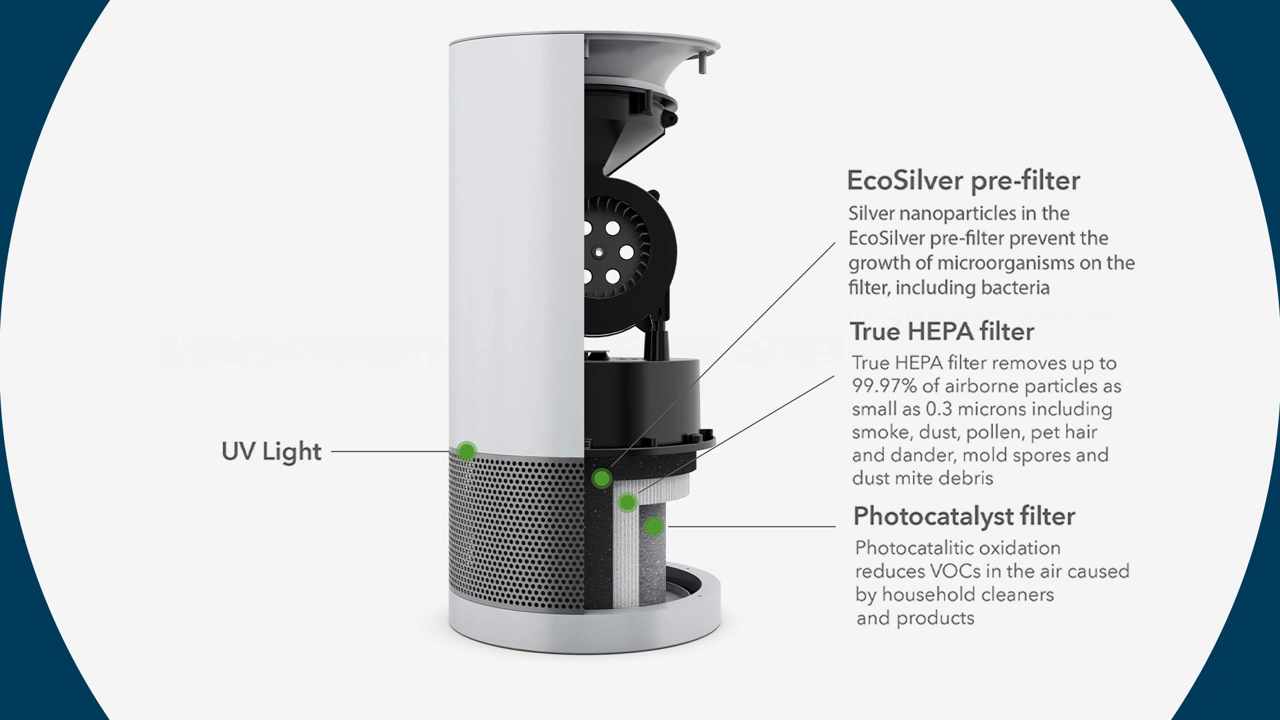 EcoSilver pre-filter
Silver nanoparticles in the
EcoSilver pre-filter prevent the
growth of microorganisms on the
filter, including bacteria
True HEPA filter
True HEPA filter removes up to
99.97% of airborne particles as
small as 0.3 microns including
smoke, dust, pollen, pet hair
and dander, mold spores and
dust mite debris
UV Light
Photocatalyst filter
Photocatalitic oxidation
reduces VOCs in the air caused
by household cleaners
and products